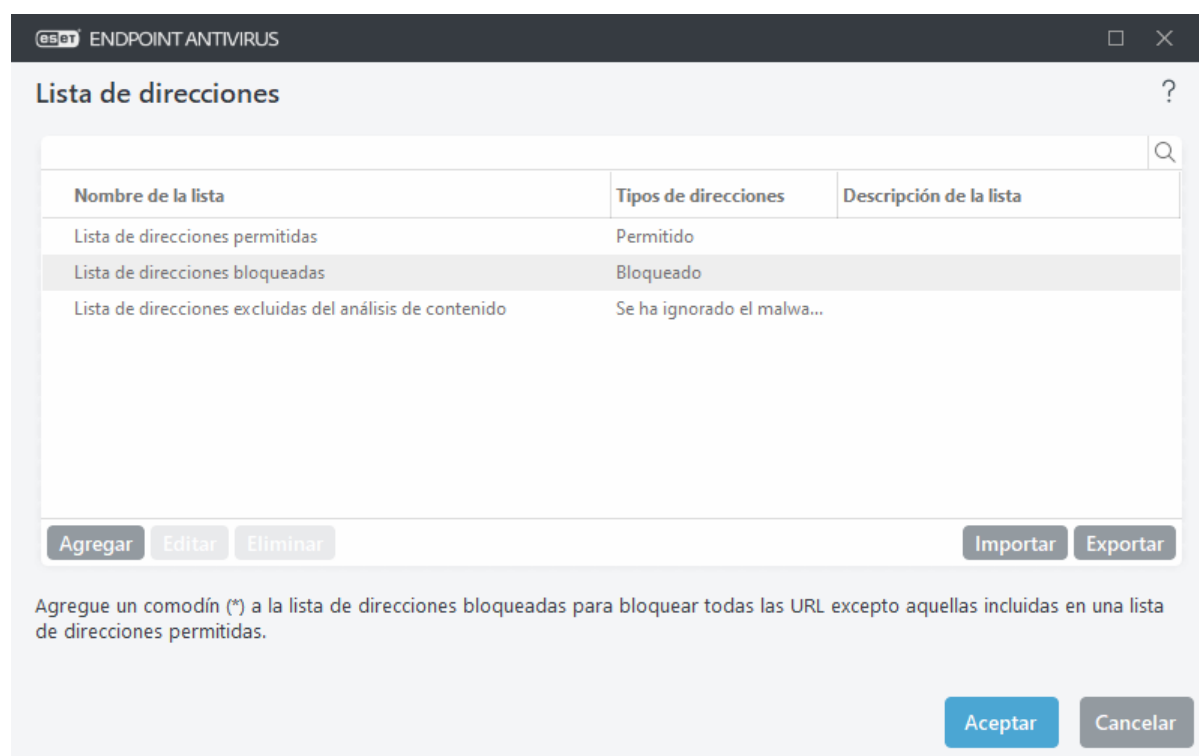 eset ENDPOINT ANTIVIRUS
Lista de direcciones
?
Nombre de la lista Tipos de direcciones Descripción de la lista
Lista de direcciones permitidas Permitido
Lista de direcciones bloqueadas Bloqueado
Lista de direcciones excluidas del análisis de contenido Se ha ignorado el malwa...
Agregar Editar Eliminar Importar Exportar
Agregue un comodín (*) a la lista de direcciones bloqueadas para bloquear todas las URL excepto aquellas incluidas en una lista
de direcciones permitidas.
Aceptar Cancelar